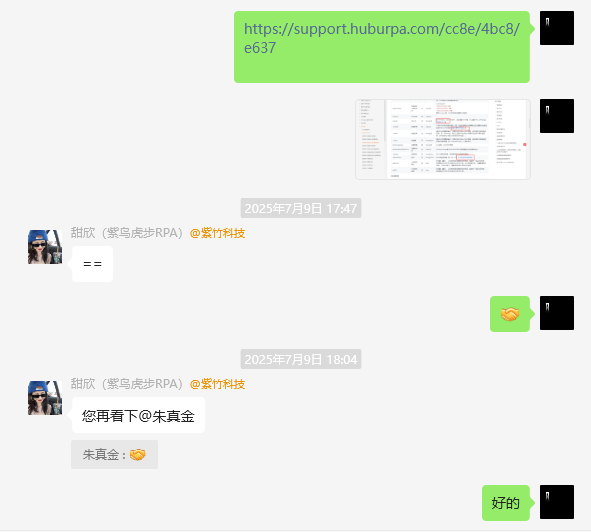 https://support.huburpa.com/cc8e/4bc8/
e637
2025年7月9日 17:47
甜欣（紫鸟虎步RPA）@紫竹科技
==
🤝
2025年7月9日 18:04
甜欣（紫鸟虎步RPA）@紫竹科技
您再看下@朱真金
朱真金 : 🤝
好的